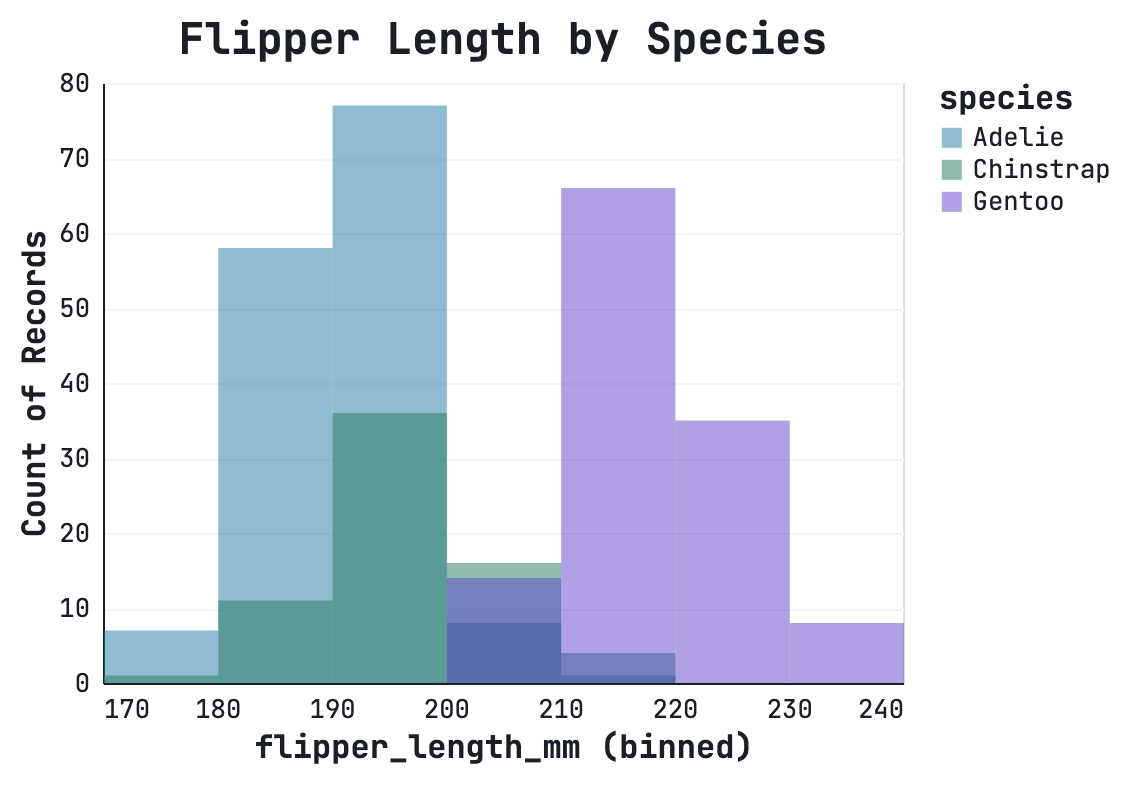 Flipper Length by Species
80
70
60
50
40
30
20
10
0
Count of Records
170 180 190 200 210 220 230 240
flipper_length_mm (binned)
species
Adelie
Chinstrap
Gentoo